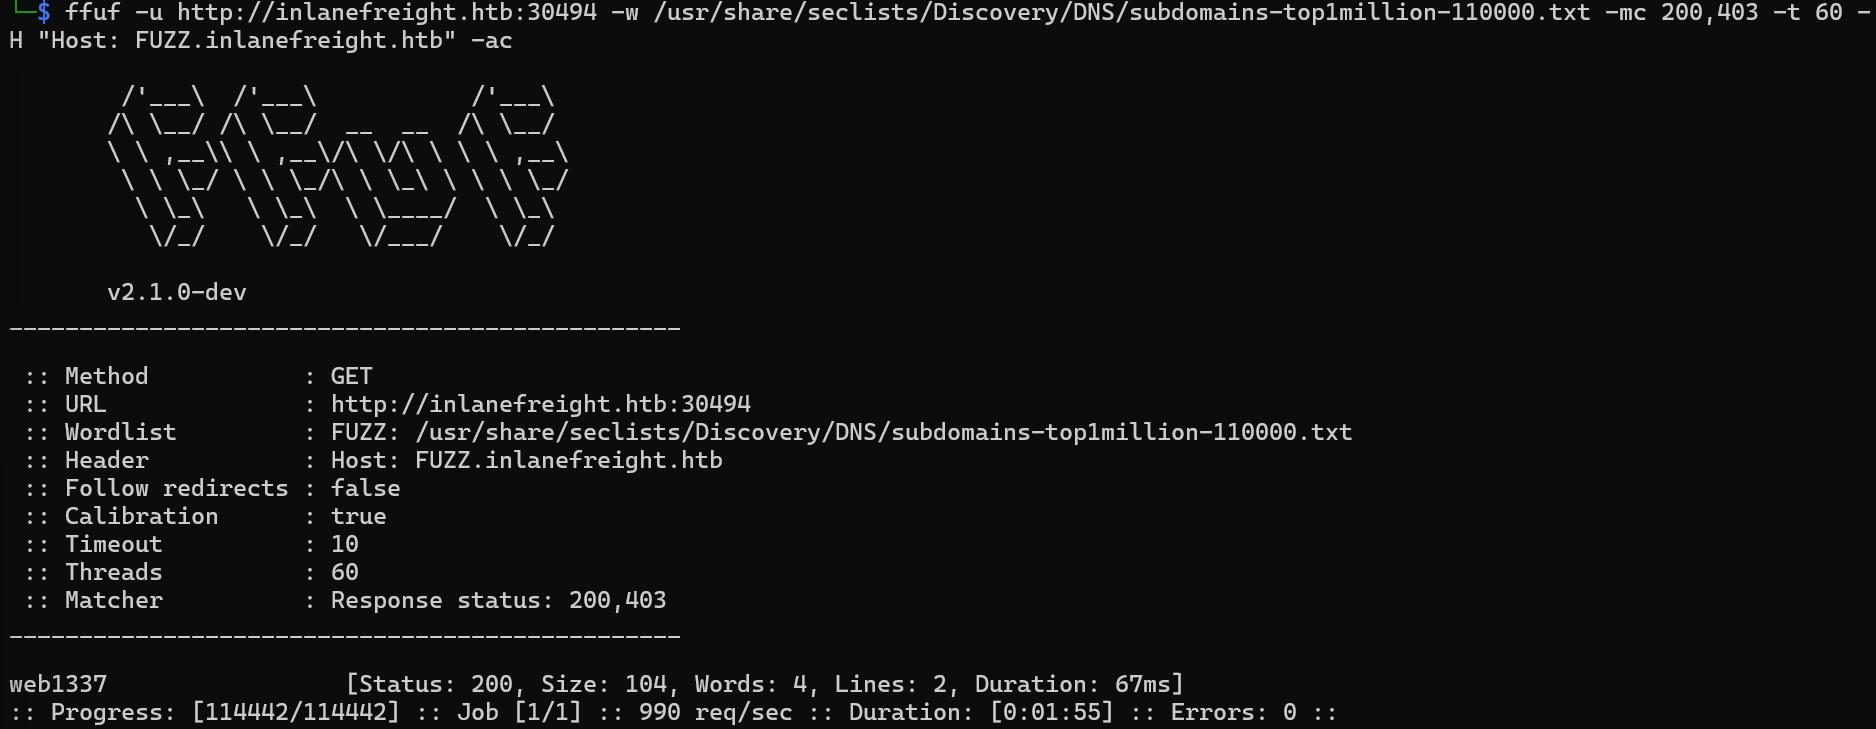 └─$ ffuf -u http://inlanefreight.htb:30494 -w /usr/share/seclists/Discovery/DNS/subdomains-top1million-110000.txt -mc 200,403 -t 60 -
H "Host: FUZZ.inlanefreight.htb" -ac

        /'___\  /'___\           /'___\
       /\ \__/ /\ \__/  __  __  /\ \__/
       \ \ ,__\\ \ ,__\/\ \/\ \ \ \ ,__\
        \ \ \_/ \ \ \_/\ \ \_\ \ \ \ \_/
         \ \_\   \ \_\  \ \____/  \ \_\
          \/_/    \/_/   \/___/    \/_/

       v2.1.0-dev
________________________________________________

 :: Method           : GET
 :: URL              : http://inlanefreight.htb:30494
 :: Wordlist         : FUZZ: /usr/share/seclists/Discovery/DNS/subdomains-top1million-110000.txt
 :: Header           : Host: FUZZ.inlanefreight.htb
 :: Follow redirects : false
 :: Calibration      : true
 :: Timeout          : 10
 :: Threads          : 60
 :: Matcher          : Response status: 200,403
________________________________________________

web1337                 [Status: 200, Size: 104, Words: 4, Lines: 2, Duration: 67ms]
:: Progress: [114442/114442] :: Job [1/1] :: 990 req/sec :: Duration: [0:01:55] :: Errors: 0 ::